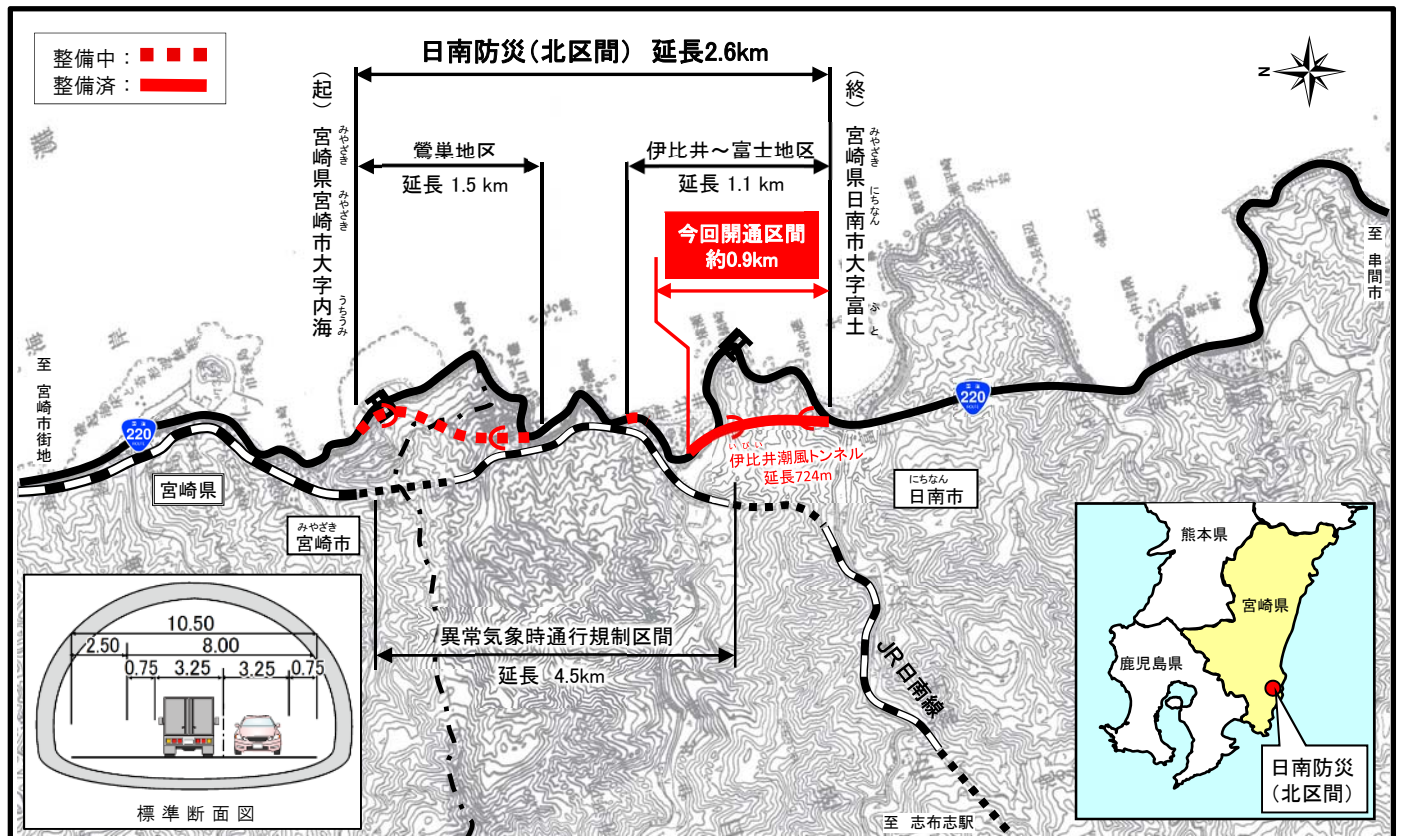 整備中：
整備済：
日南防災(北区間) 延長2.6km
N
(起) 宮崎県宮崎市大字内海
みやざき
みやざき
うちうみ
鶯巣地区
延長 1.5 km
伊比井～富士地区
延長 1.1 km
今回開通区間
約0.9km
(終) 宮崎県日南市大字富土
みやざき
にちなん
ふと
至 串間市
至 宮崎市街地
220
220
いびい
伊比井潮風トンネル
延長724m
宮崎県
みやざき
宮崎市
にちなん
日南市
異常気象時通行規制区間
延長 4.5km
JR日南線
至 志布志駅
10.50
2.50
8.00
0.75
3.25
3.25
0.75
標準断面図
熊本県
宮崎県
鹿児島県
日南防災
(北区間)